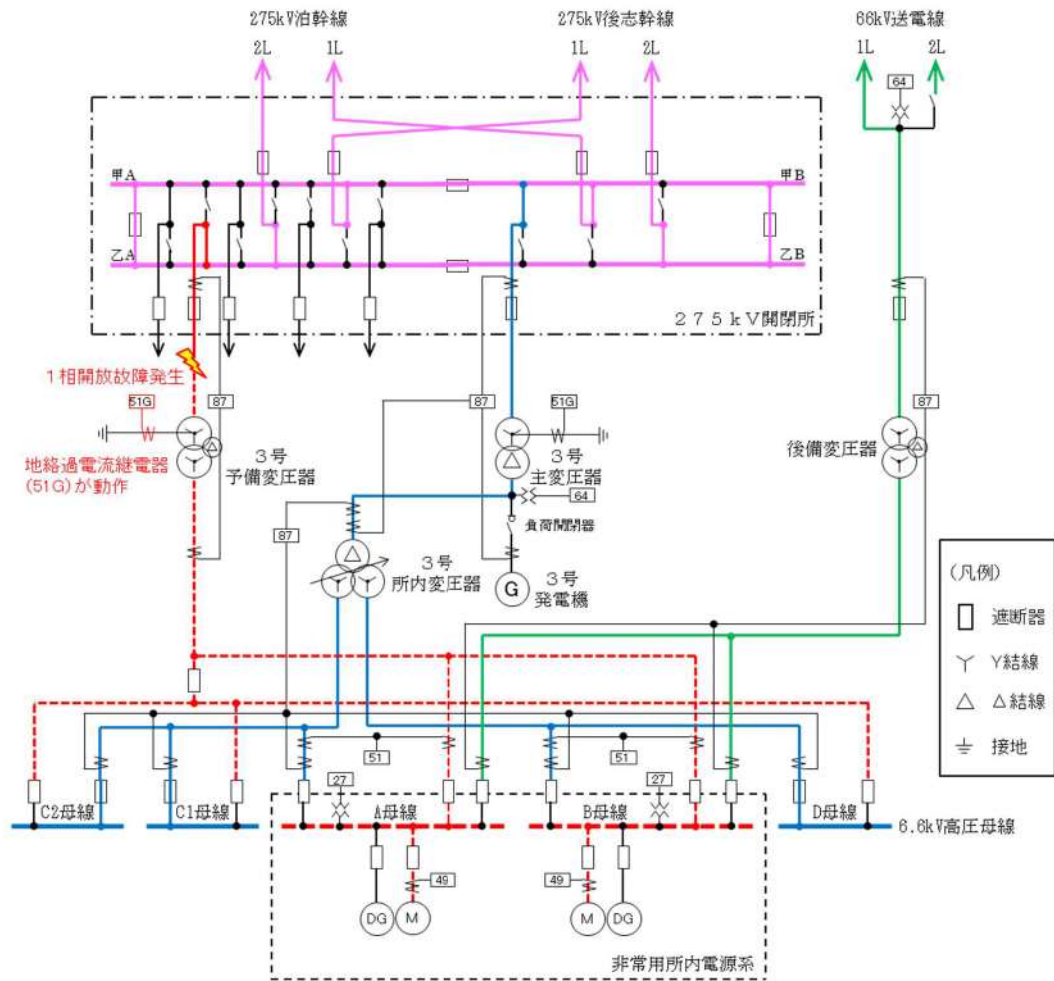 275kV泊幹線
275kV後志幹線
66kV送電線
2L
1L
1L
2L
1L
2L
64
甲A
甲B
乙A
乙B
275kV開閉所
1相開放故障発生
51G
87
87
51G
87
地絡過電流継電器
(51G)が動作
3号
予備変圧器
3号
主変圧器
後備変圧器
64
負荷開閉器
87
3号
所内変圧器
G
3号
発電機
(凡例)
遮断器
Y結線
△結線
接地
51
51
27
27
C2母線
C1母線
A母線
B母線
D母線
6.6kV高圧母線
49
49
DG
M
M
DG
非常用所内電源系